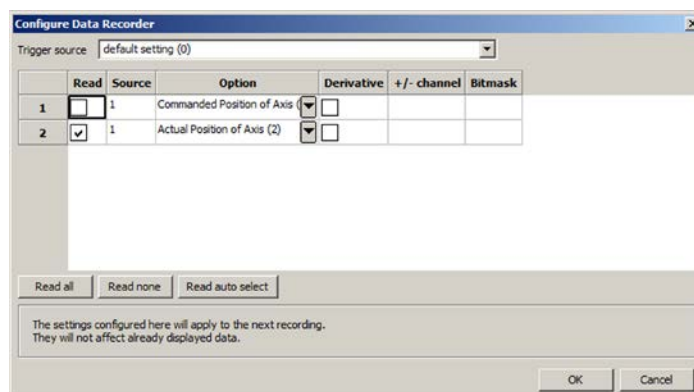 Configure Data Recorder
Trigger source default setting (0)
Read Source Option Derivative +/- channel Bitmask
1 1 Commanded Position of Axis (
2 1 Actual Position of Axis (2)
Read all Read none Read auto select
The settings configured here will apply to the next recording.
They will not affect already displayed data.
OK Cancel